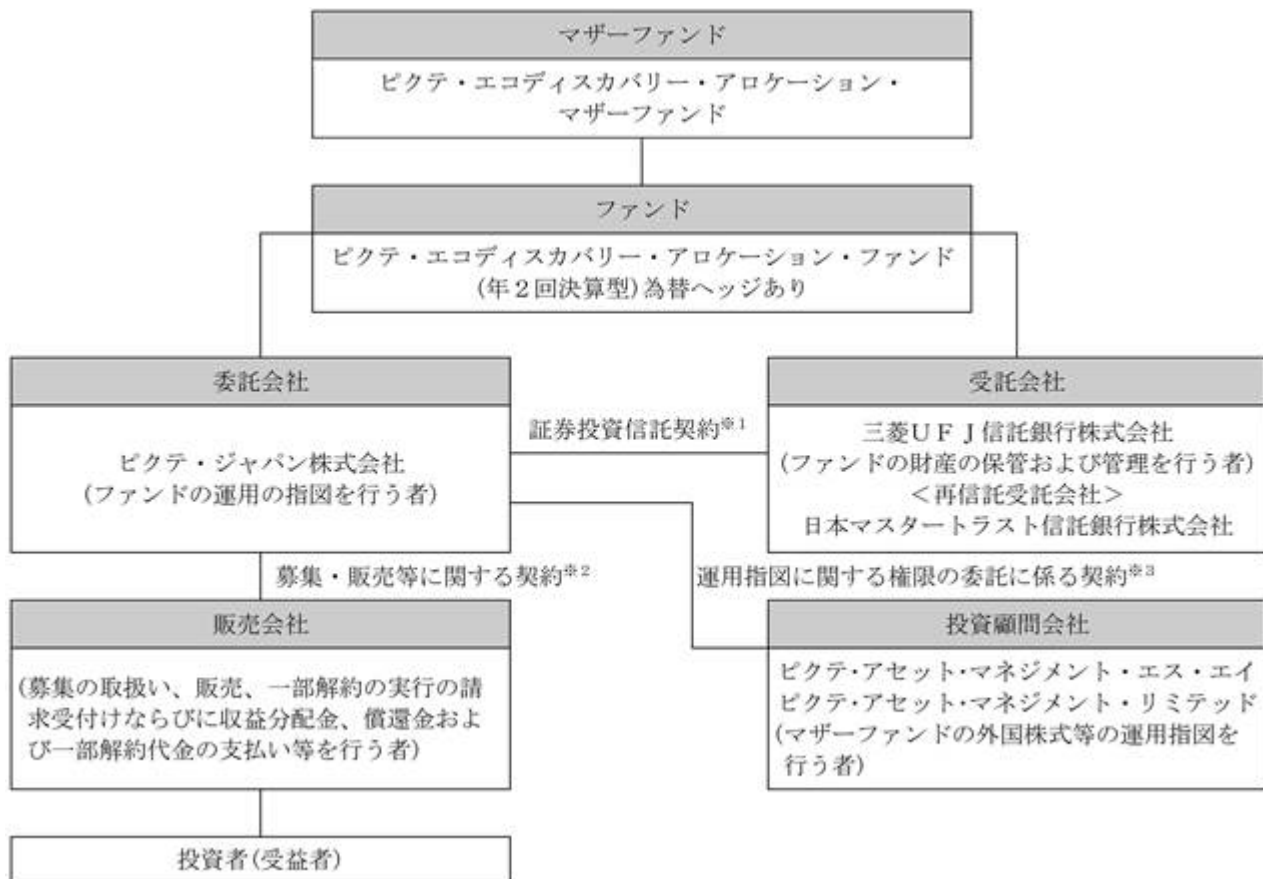 マザーファンド
ピクテ・エコディスカバリー・アロケーション・
マザーファンド
ファンド
ピクテ・エコディスカバリー・アロケーション・ファンド
(年２回決算型)為替ヘッジあり
委託会社
ピクテ・ジャパン株式会社
(ファンドの運用の指図を行う者)
証券投資信託契約※1
受託会社
三菱ＵＦＪ信託銀行株式会社
(ファンドの財産の保管および管理を行う者)
＜再信託受託会社＞
日本マスタートラスト信託銀行株式会社
募集・販売等に関する契約※2
運用指図に関する権限の委託に係る契約※3
販売会社
(募集の取扱い、販売、一部解約の実行の請
求受付けならびに収益分配金、償還金およ
び一部解約代金の支払い等を行う者)
投資顧問会社
ピクテ・アセット・マネジメント・エス・エイ
ピクテ・アセット・マネジメント・リミテッド
(マザーファンドの外国株式等の運用指図を
行う者)
投資者(受益者)